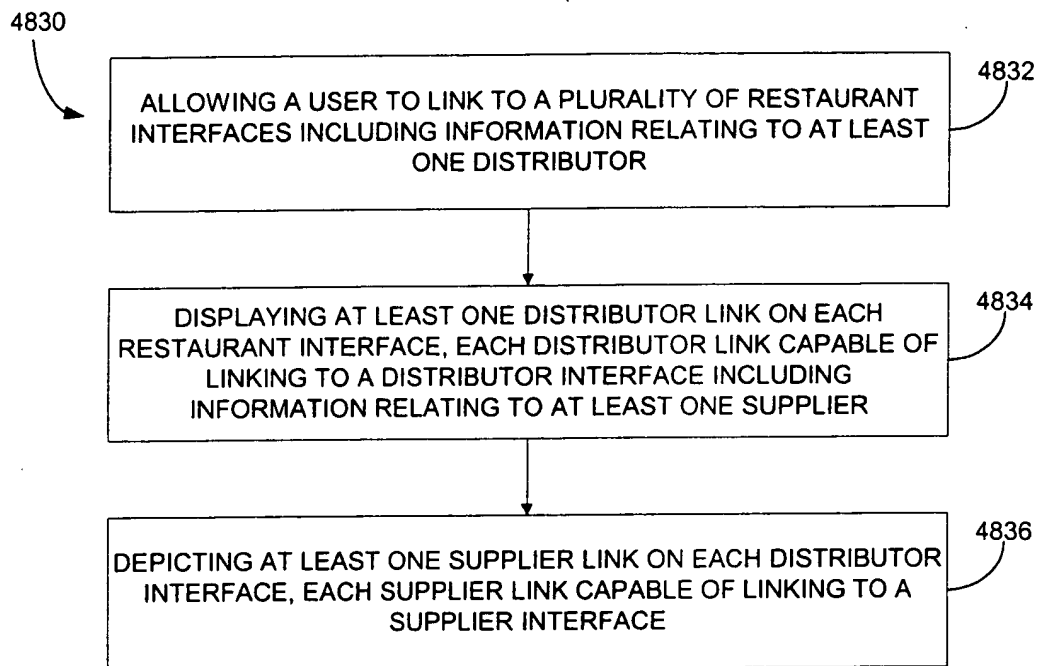 4830
4832
ALLOWING A USER TO LINK TO A PLURALITY OF RESTAURANT
INTERFACES INCLUDING INFORMATION RELATING TO AT LEAST
ONE DISTRIBUTOR
4834
DISPLAYING AT LEAST ONE DISTRIBUTOR LINK ON EACH
RESTAURANT INTERFACE, EACH DISTRIBUTOR LINK CAPABLE OF
LINKING TO A DISTRIBUTOR INTERFACE INCLUDING
INFORMATION RELATING TO AT LEAST ONE SUPPLIER
4836
DEPICTING AT LEAST ONE SUPPLIER LINK ON EACH DISTRIBUTOR
INTERFACE, EACH SUPPLIER LINK CAPABLE OF LINKING TO A
SUPPLIER INTERFACE